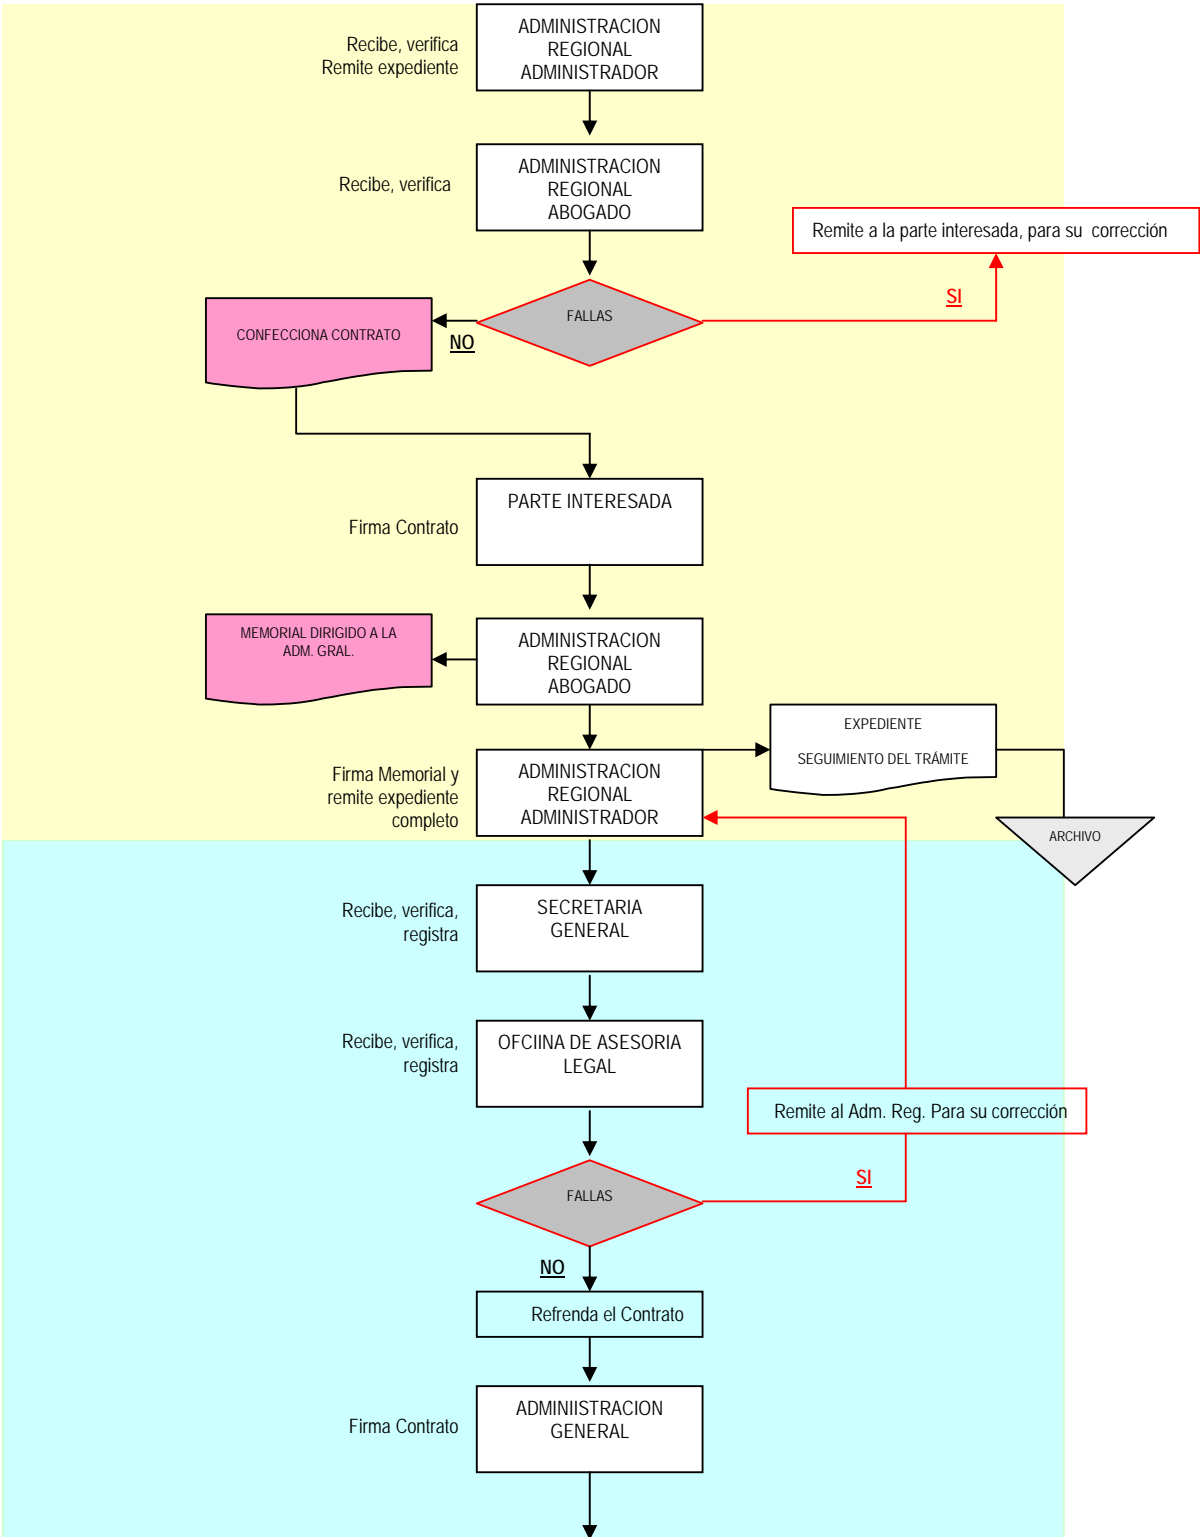 Recibe, verifica
Remite expediente
ADMINISTRACION
REGIONAL
ADMINISTRADOR
Recibe, verifica
ADMINISTRACION
REGIONAL
ABOGADO
Remite a la parte interesada, para su corrección
SI
FALLAS
NO
CONFECCIONA CONTRATO
PARTE INTERESADA
Firma Contrato
MEMORIAL DIRIGIDO A LA
ADM. GRAL.
ADMINISTRACION
REGIONAL
ABOGADO
EXPEDIENTE
SEGUIMIENTO DEL TRÁMITE
Firma Memorial y
remite expediente
completo
ADMINISTRACION
REGIONAL
ADMINISTRADOR
ARCHIVO
Recibe, verifica,
registra
SECRETARIA
GENERAL
Recibe, verifica,
registra
OFCIINA DE ASESORIA
LEGAL
Remite al Adm. Reg. Para su corrección
SI
FALLAS
NO
Refrenda el Contrato
Firma Contrato
ADMINIISTRACION
GENERAL